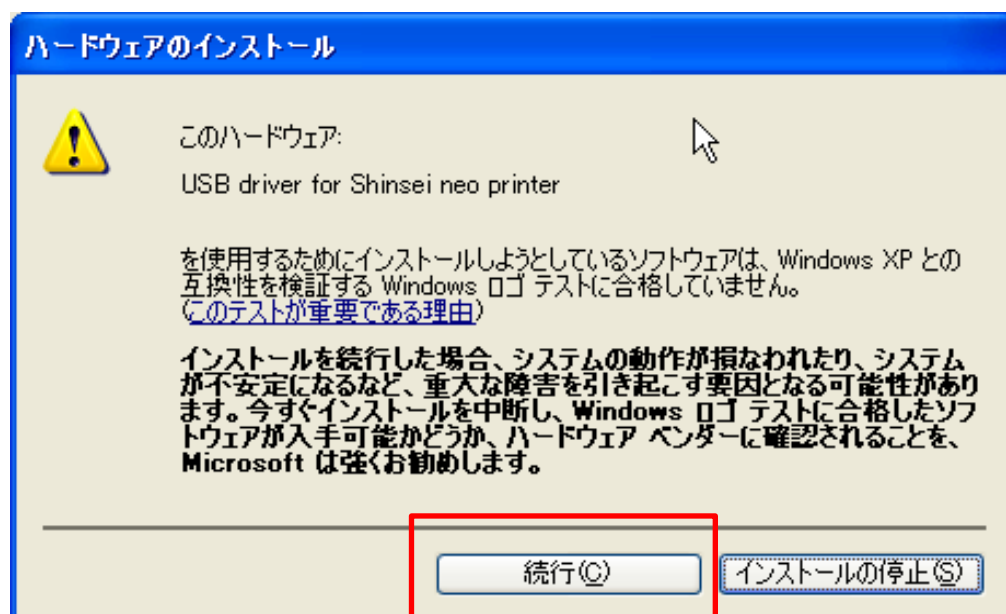 ハードウェアのインストール
このハードウェア:
USB driver for Shinsei neo printer
を使用するためにインストールしようとしているソフトウェアは、Windows XP との
互換性を検証する Windows ロゴ テストに合格していません。
(このテストが重要である理由)
インストールを続行した場合、システムの動作が損なわれたり、システム
が不安定になるなど、重大な障害を引き起こす要因となる可能性があり
ます。今すぐインストールを中断し、Windows ロゴ テストに合格したソフ
トウェアが入手可能かどうか、ハードウェア ベンダーに確認されることを、
Microsoft は強くお勧めします。
続行(C) インストールの停止(S)